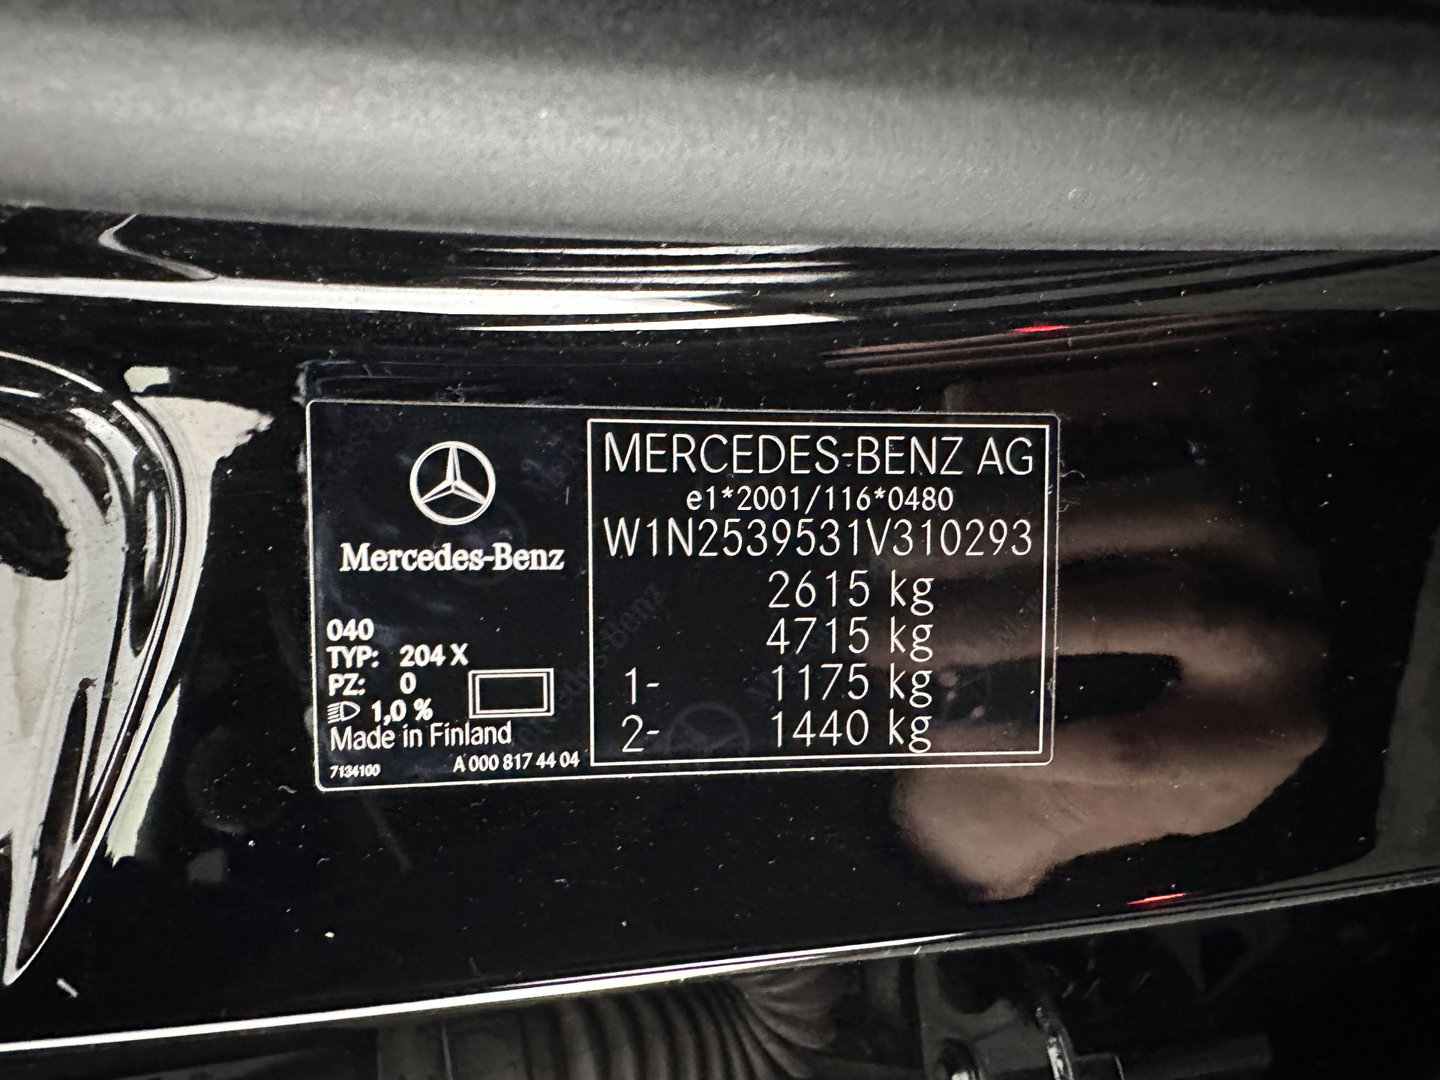 Mercedes-Benz
040
TYP: 204 X
PZ: 0
1,0 %
Made in Finland
7134100 A 000 817 44 04
MERCEDES-BENZ AG
e1*2001/116*0480
W1N2539531V310293
2615 kg
4715 kg
1- 1175 kg
2- 1440 kg